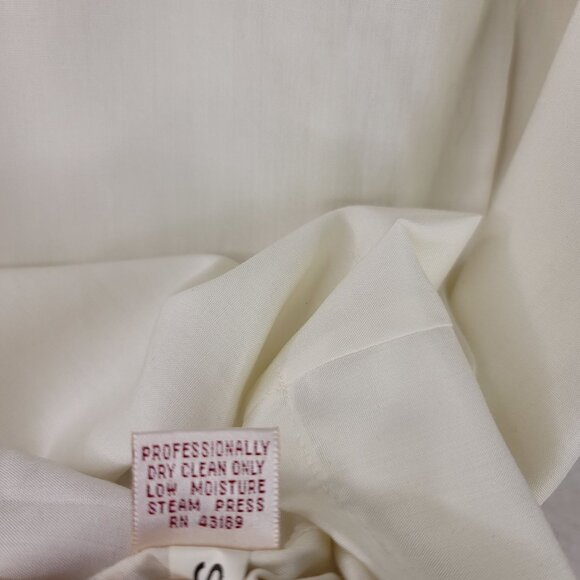 PROFESSIONALLY
DRY CLEAN ONLY
LOW MOISTURE
STEAM PRESS
RN 43189
S